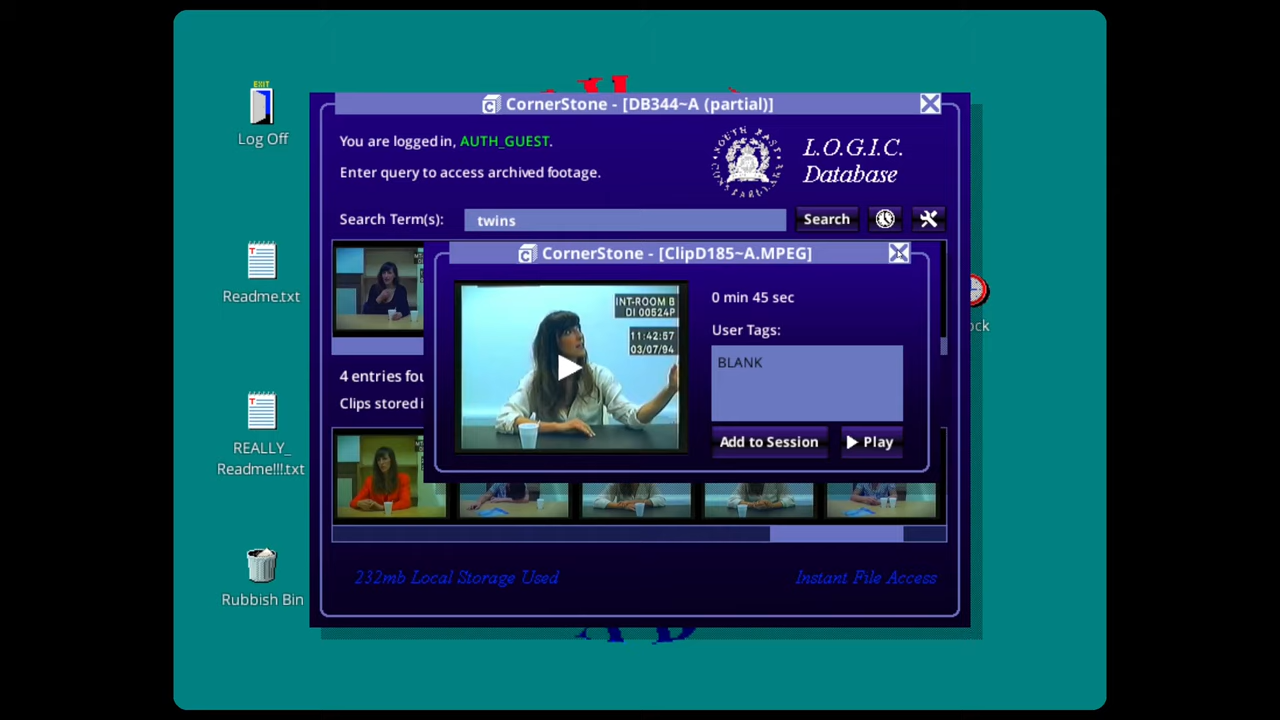 EXIT
Log Off
Readme.txt
REALLY_
Readme!!!.txt
Rubbish Bin
CornerStone - [DB344~A (partial)]
You are logged in, AUTH_GUEST.
Enter query to access archived footage.
L.O.G.I.C.
Database
Search Term(s):
twins
Search
CornerStone - [ClipD185~A.MPEG]
INT-ROOM B
DI 00524P
11:42:57
03/07/94
0 min 45 sec
User Tags:
BLANK
Add to Session
Play
4 entries fou
Clips stored i
232mb Local Storage Used
Instant File Access
ock